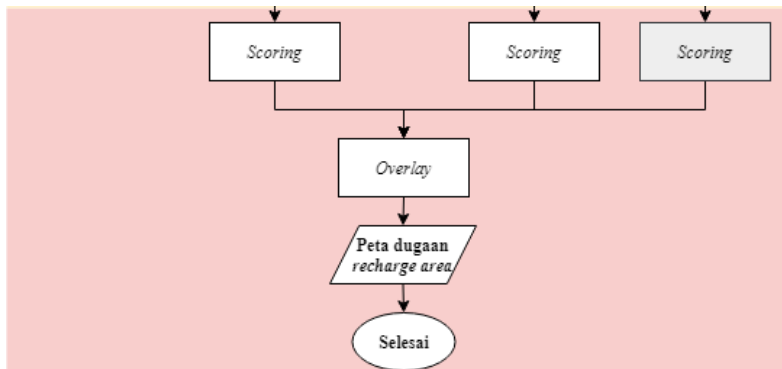 Scoring
Scoring
Scoring
Overlay
Peta dugaan
recharge area
Selesai